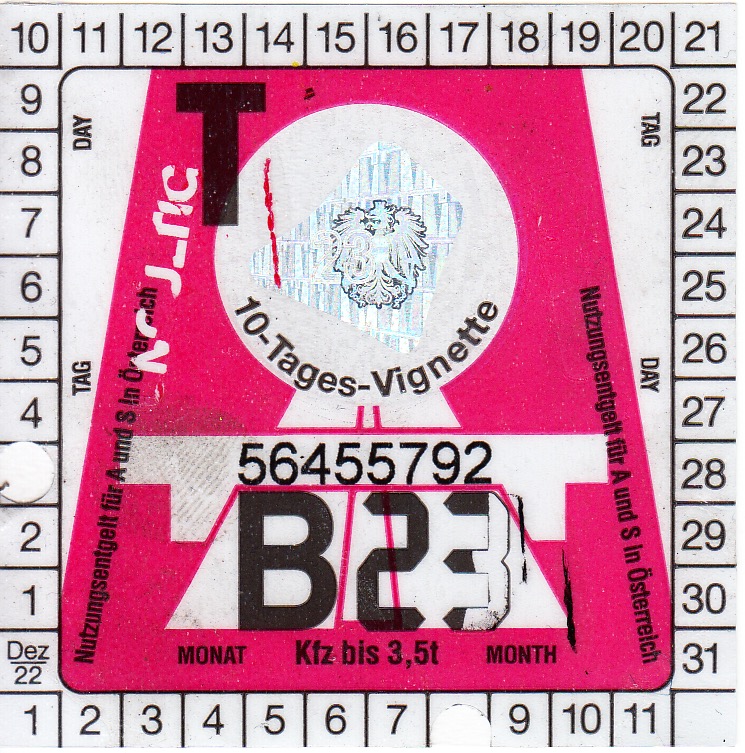 10 11 12 13 14 15 16 17 18 19 20 21
9 22
8 23
7 24
6 25
5 26
4 27
28
2 29
1 30
Dez
22
31
1 2 3 4 5 6 7 9 10 11
DAY
TAG
TAG
DAY
T
23
10-Tages-Vignette
Nutzungsentgelt für A und S in Österreich
Nutzungsentgelt für A und S in Österreich
56455792
B23
MONAT Kfz bis 3,5t MONTH